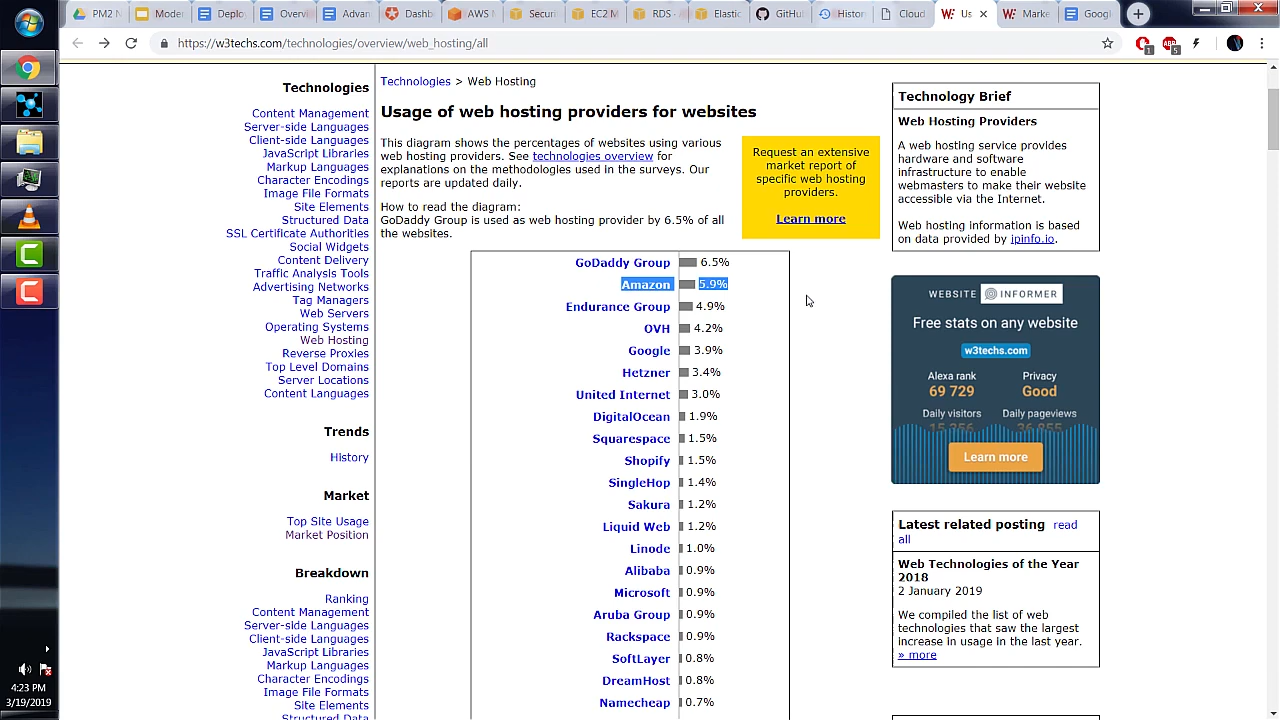 PM2 N
Moder
Deplo
Overvi
Advan
Dashb
AWS M
Securi
EC2 M
RDS -
Elasti
GitHu
Histor
Cloud
Us
Marke
Googl
https://w3techs.com/technologies/overview/web_hosting/all
1
5
Technologies
Content Management
Server-side Languages
Client-side Languages
JavaScript Libraries
Markup Languages
Character Encodings
Image File Formats
Site Elements
Structured Data
SSL Certificate Authorities
Social Widgets
Content Delivery
Traffic Analysis Tools
Advertising Networks
Tag Managers
Web Servers
Operating Systems
Web Hosting
Reverse Proxies
Top Level Domains
Server Locations
Content Languages
Trends
History
Market
Top Site Usage
Market Position
Breakdown
Ranking
Content Management
Server-side Languages
Client-side Languages
JavaScript Libraries
Markup Languages
Character Encodings
Image File Formats
Site Elements
Structured Data
Technologies > Web Hosting
Usage of web hosting providers for websites
This diagram shows the percentages of websites using various
web hosting providers. See technologies overview for
explanations on the methodologies used in the surveys. Our
reports are updated daily.
How to read the diagram:
GoDaddy Group is used as web hosting provider by 6.5% of all
the websites.
Request an extensive
market report of
specific web hosting
providers.
Learn more
GoDaddy Group 6.5%
Amazon 5.9%
Endurance Group 4.9%
OVH 4.2%
Google 3.9%
Hetzner 3.4%
United Internet 3.0%
DigitalOcean 1.9%
Squarespace 1.5%
Shopify 1.5%
SingleHop 1.4%
Sakura 1.2%
Liquid Web 1.2%
Linode 1.0%
Alibaba 0.9%
Microsoft 0.9%
Aruba Group 0.9%
Rackspace 0.9%
SoftLayer 0.8%
DreamHost 0.8%
Namecheap 0.7%
Technology Brief
Web Hosting Providers
A web hosting service provides
hardware and software
infrastructure to enable
webmasters to make their website
accessible via the Internet.
Web hosting information is based
on data provided by ipinfo.io.
WEBSITE INFORMER
Free stats on any website
w3techs.com
Alexa rank
69 729
Privacy
Good
Daily visitors
15 356
Daily pageviews
36 855
Learn more
Latest related posting read
all
Web Technologies of the Year
2018
2 January 2019
We compiled the list of web
technologies that saw the largest
increase in usage in the last year.
» more
4:23 PM
3/19/2019